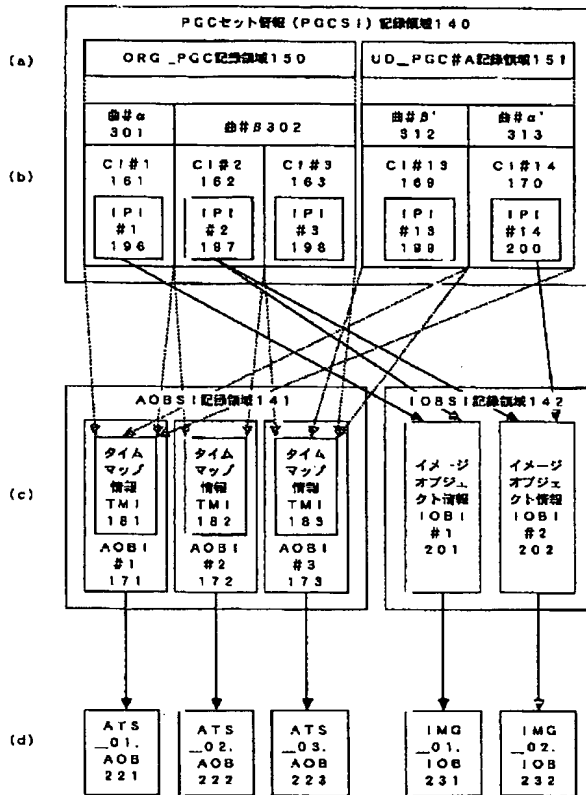 PGCセット情報(PGCSI)記録領域140
(a)
ORG_PGC記録領域150
UD_PGC#A記録領域151
曲#α
301
曲#β302
曲#β'
312
曲#α'
313
(b)
CI#1
161
CI#2
162
CI#3
163
CI#13
169
CI#14
170
IPI
#1
196
IPI
#2
197
IPI
#3
198
IPI
#13
199
IPI
#14
200
AOBSI記録領域141
IOBSI記録領域142
(c)
タイム
マップ
情報
TMI
181
タイム
マップ
情報
TMI
182
タイム
マップ
情報
TMI
183
イメージ
オブジェ
クト情報
IOBI
#1
201
イメージ
オブジェ
クト情報
IOBI
#2
202
AOBI
#1
171
AOBI
#2
172
AOBI
#3
173
(d)
ATS
_01.
AOB
221
ATS
_02.
AOB
222
ATS
_03.
AOB
223
IMG
_01.
IOB
231
IMG
_02.
IOB
232